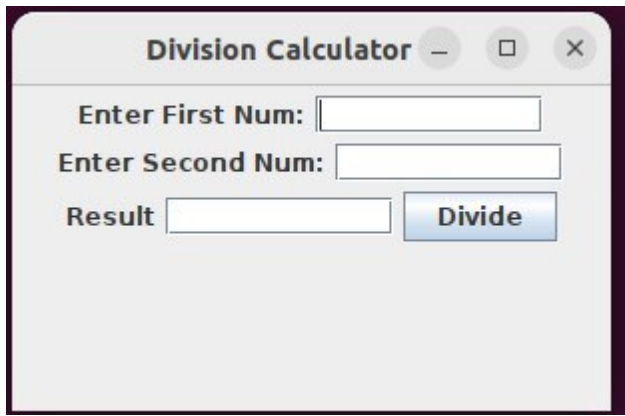 Division Calculator
Enter First Num:
Enter Second Num:
Result Divide